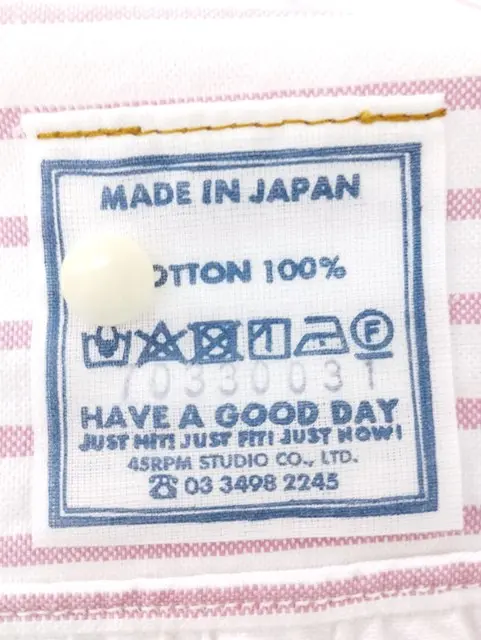 MADE IN JAPAN
OTTON 100%
F
70330031
HAVE A GOOD DAY
JUST HIT! JUST FIT! JUST NOW!
45RPM STUDIO CO., LTD.
☎ 03 3498 2245